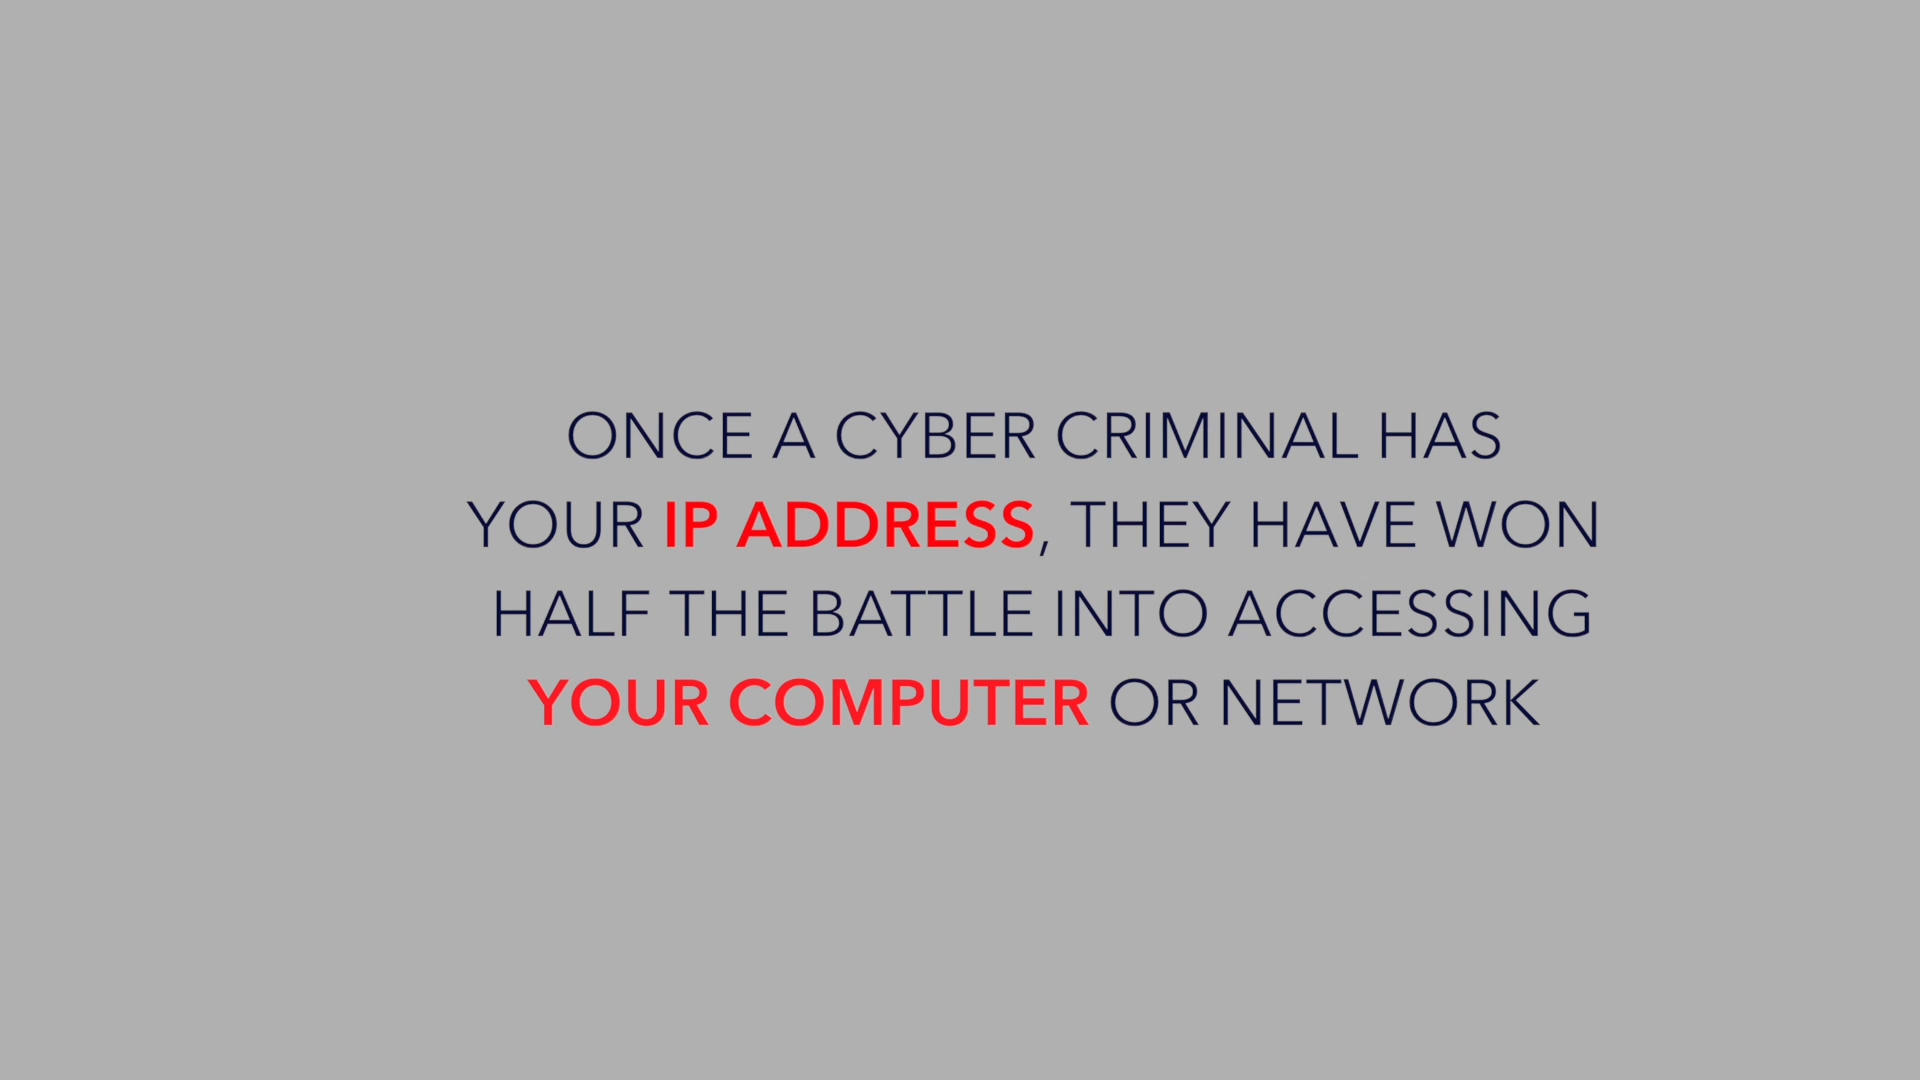 ONCE A CYBER CRIMINAL HAS
YOUR IP ADDRESS, THEY HAVE WON
HALF THE BATTLE INTO ACCESSING
YOUR COMPUTER OR NETWORK